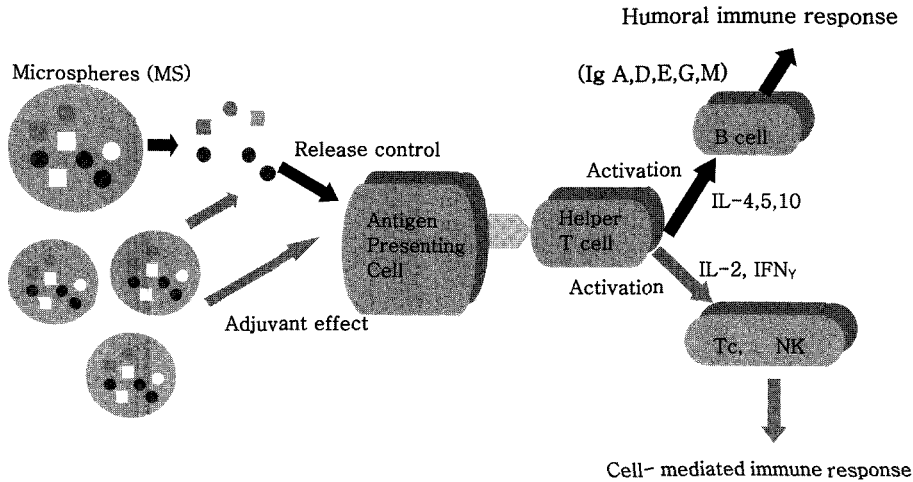 Humoral immune response
Microspheres (MS)
(Ig A,D,E,G,M)
B cell
Release control
Activation
IL-4,5,10
Antigen
Presenting
Cell
Helper
T cell
IL-2, IFNγ
Activation
Adjuvant effect
Tc, NK
Cell- mediated immune response